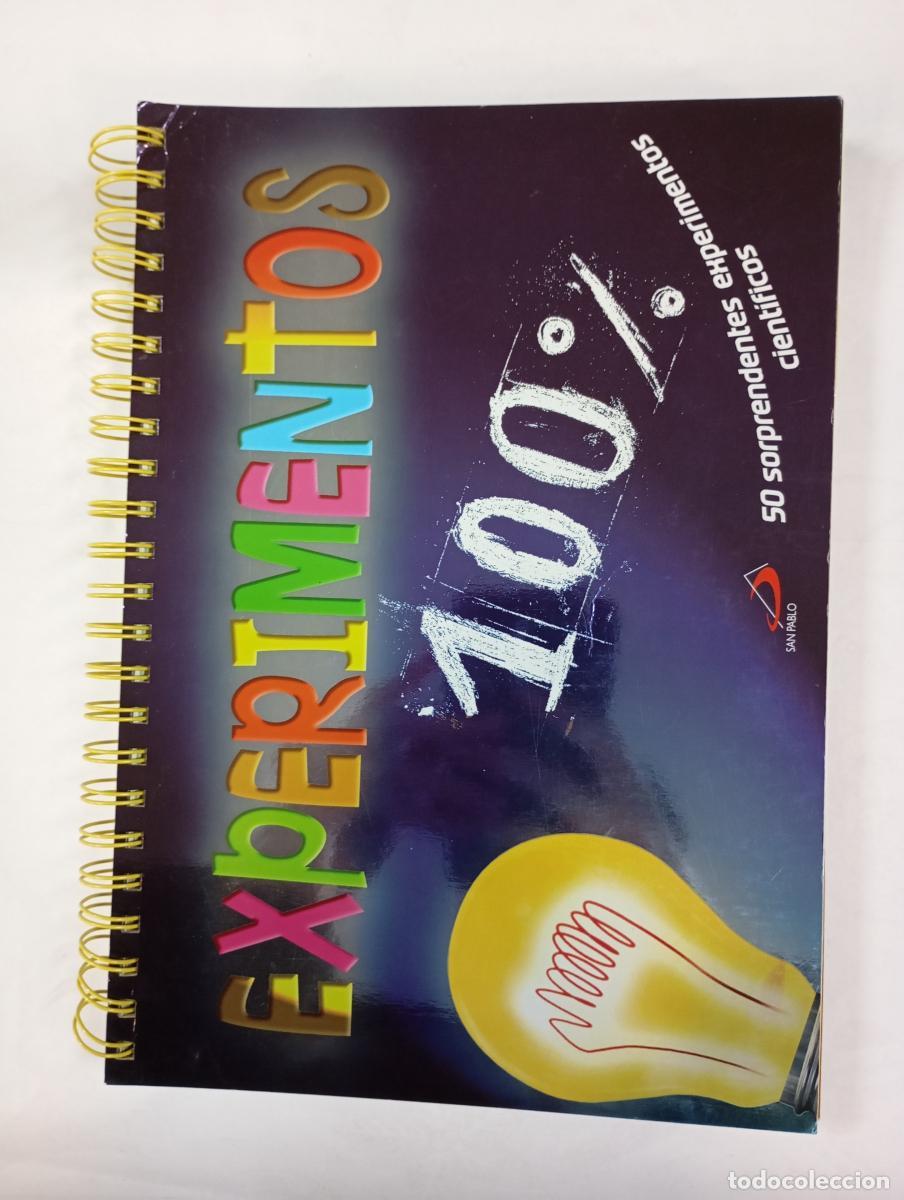 EXPERIMENTOS
100%
50 sorprendentes experimentos
científicos
SAN PABLO
todocoleccion